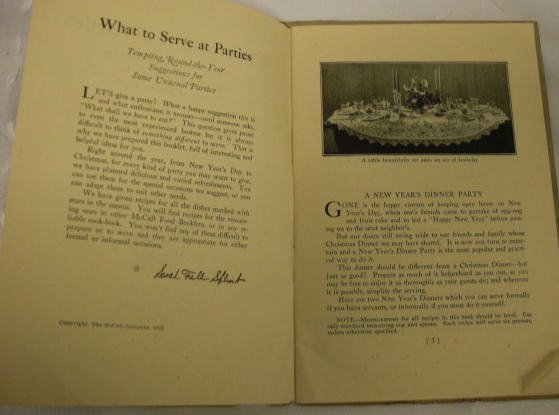 What to Serve at Parties
Tempting, 'Round-the-Year
Suggestions for
Some Unusual Parties
LET'S give a party! What a happy suggestion this is
and what enthusiasm it arouses—until someone asks,
"What shall we have to eat?" This question gives pause
to even the most experienced hostess for it is always
difficult to think of something different to serve. That is
why we have prepared this booklet, full of interesting and
helpful ideas for you.
Right around the year, from New Year's Day to
Christmas, for every kind of party you may want to give,
we have planned delicious and varied refreshments. You
can use them for the special occasions we suggest, or you
can adapt them to suit other needs.
We have given recipes for all the dishes marked with
stars in the menus. You will find recipes for the remain-
ing ones in other McCall Food Booklets, or in any re-
liable cook-book. You won't find any of them difficult to
prepare or to serve and they are appropriate for either
formal or informal occasions.
Sarah Field Splint
Copyright, The McCall Company,
A table beautifully set adds an air of festivity
A NEW YEAR'S DINNER PARTY
GONE is the happy custom of keeping open house on New
Year's Day, when one's friends came to partake of egg-nog
and fruit cake and to bid a "Happy New Year" before pass-
ing on to the next neighbor's.
But our doors still swing wide to our friends and family whose
Christmas Dinner we may have shared. It is now our turn to enter-
tain and a New Year's Dinner Party is the most popular and practi-
cal way to do it.
This dinner should be different from a Christmas Dinner—but
just as good! Prepare as much of it beforehand as you can, so you
may be free to enjoy it as thoroughly as your guests do; and wherever
it is possible, simplify the serving.
Here are two New Year's Dinners which you can serve formally
if you have servants, or informally if you must do it yourself.
NOTE—Measurements for all recipes in this book should be level. Use
only standard measuring cup and spoons. Each recipe will serve six persons,
unless otherwise specified.
[ 3 ]